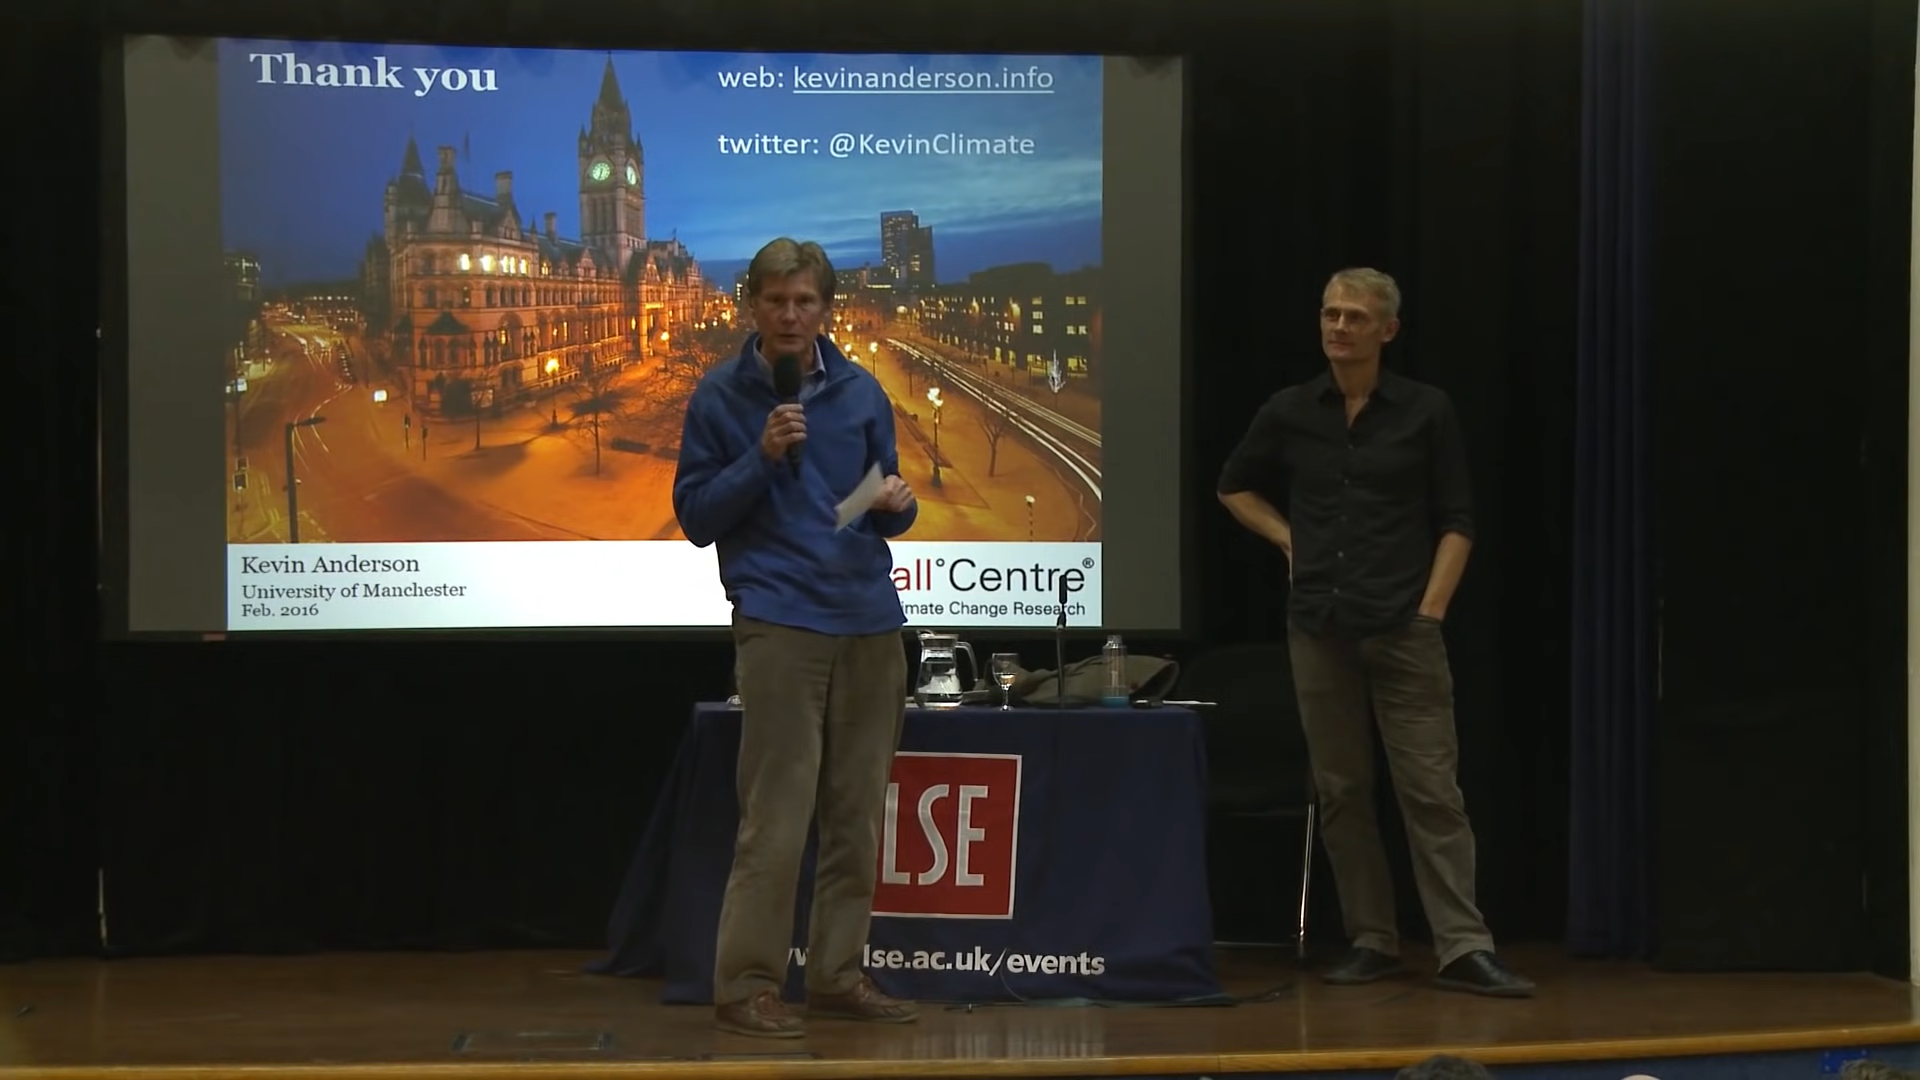 Thank you
web: kevinanderson.info
twitter: @KevinClimate
Kevin Anderson
University of Manchester
Feb. 2016
all°Centre®
imate Change Research
LSE
lse.ac.uk/events